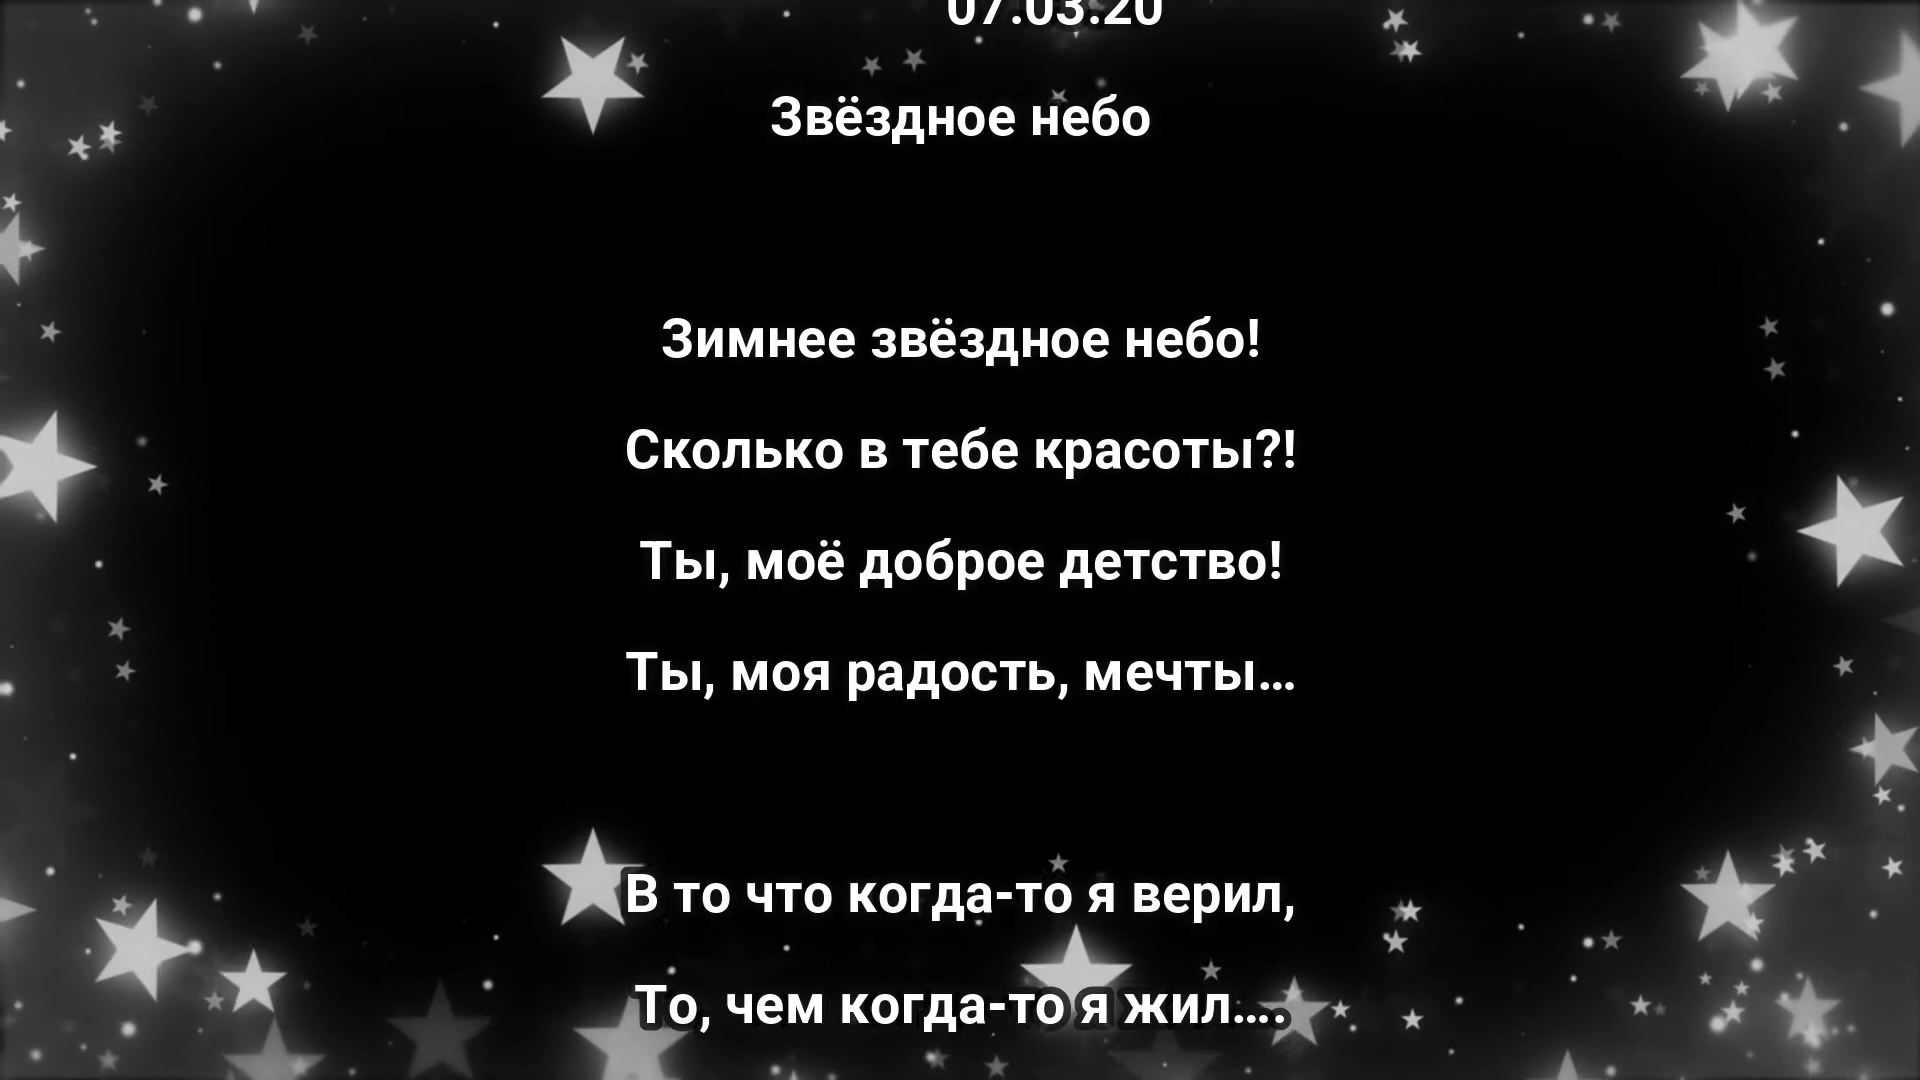 07.03.20
Звёздное небо
Зимнее звёздное небо!
Сколько в тебе красоты?!
Ты, моё доброе детство!
Ты, моя радость, мечты...
В то что когда-то я верил,
То, чем когда-то я жил....